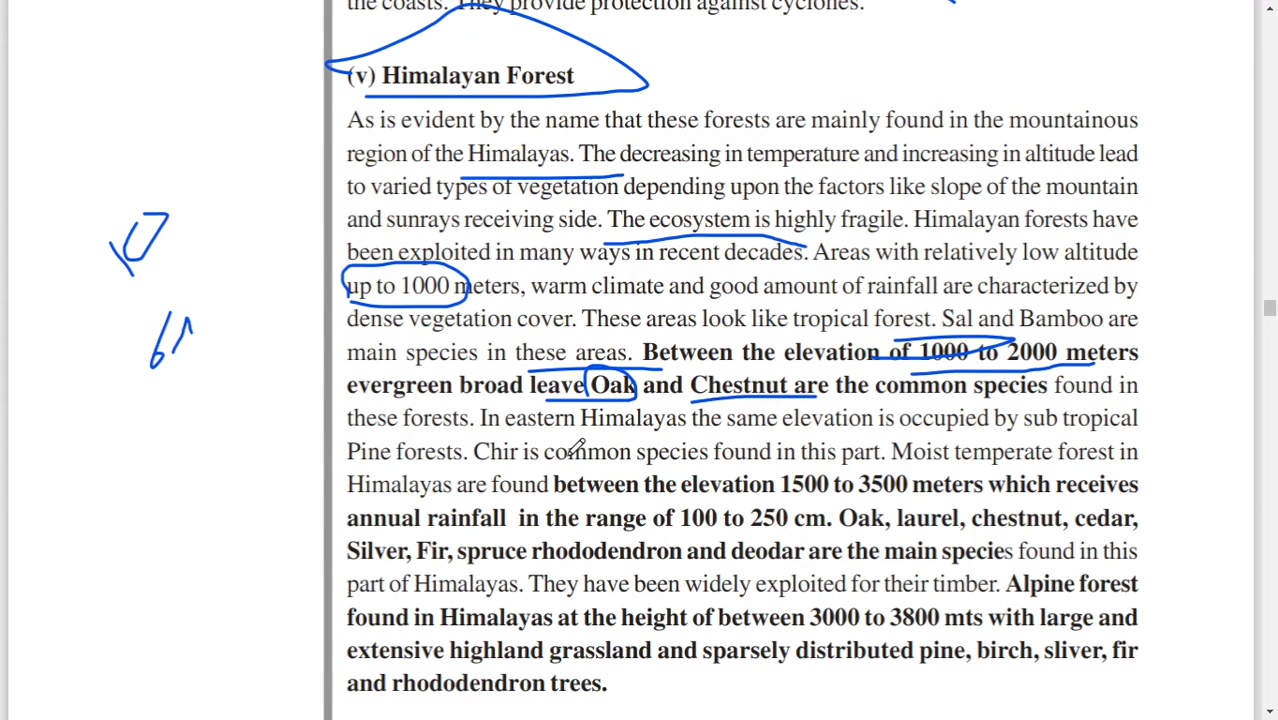 the coasts. They provide protection against cyclones.
(v) Himalayan Forest
As is evident by the name that these forests are mainly found in the mountainous
region of the Himalayas. The decreasing in temperature and increasing in altitude lead
to varied types of vegetation depending upon the factors like slope of the mountain
and sunrays receiving side. The ecosystem is highly fragile. Himalayan forests have
been exploited in many ways in recent decades. Areas with relatively low altitude
up to 1000 meters, warm climate and good amount of rainfall are characterized by
dense vegetation cover. These areas look like tropical forest. Sal and Bamboo are
main species in these areas. Between the elevation of 1000 to 2000 meters
evergreen broad leave Oak and Chestnut are the common species found in
these forests. In eastern Himalayas the same elevation is occupied by sub tropical
Pine forests. Chir is common species found in this part. Moist temperate forest in
Himalayas are found between the elevation 1500 to 3500 meters which receives
annual rainfall in the range of 100 to 250 cm. Oak, laurel, chestnut, cedar,
Silver, Fir, spruce rhododendron and deodar are the main species found in this
part of Himalayas. They have been widely exploited for their timber. Alpine forest
found in Himalayas at the height of between 3000 to 3800 mts with large and
extensive highland grassland and sparsely distributed pine, birch, sliver, fir
and rhododendron trees.